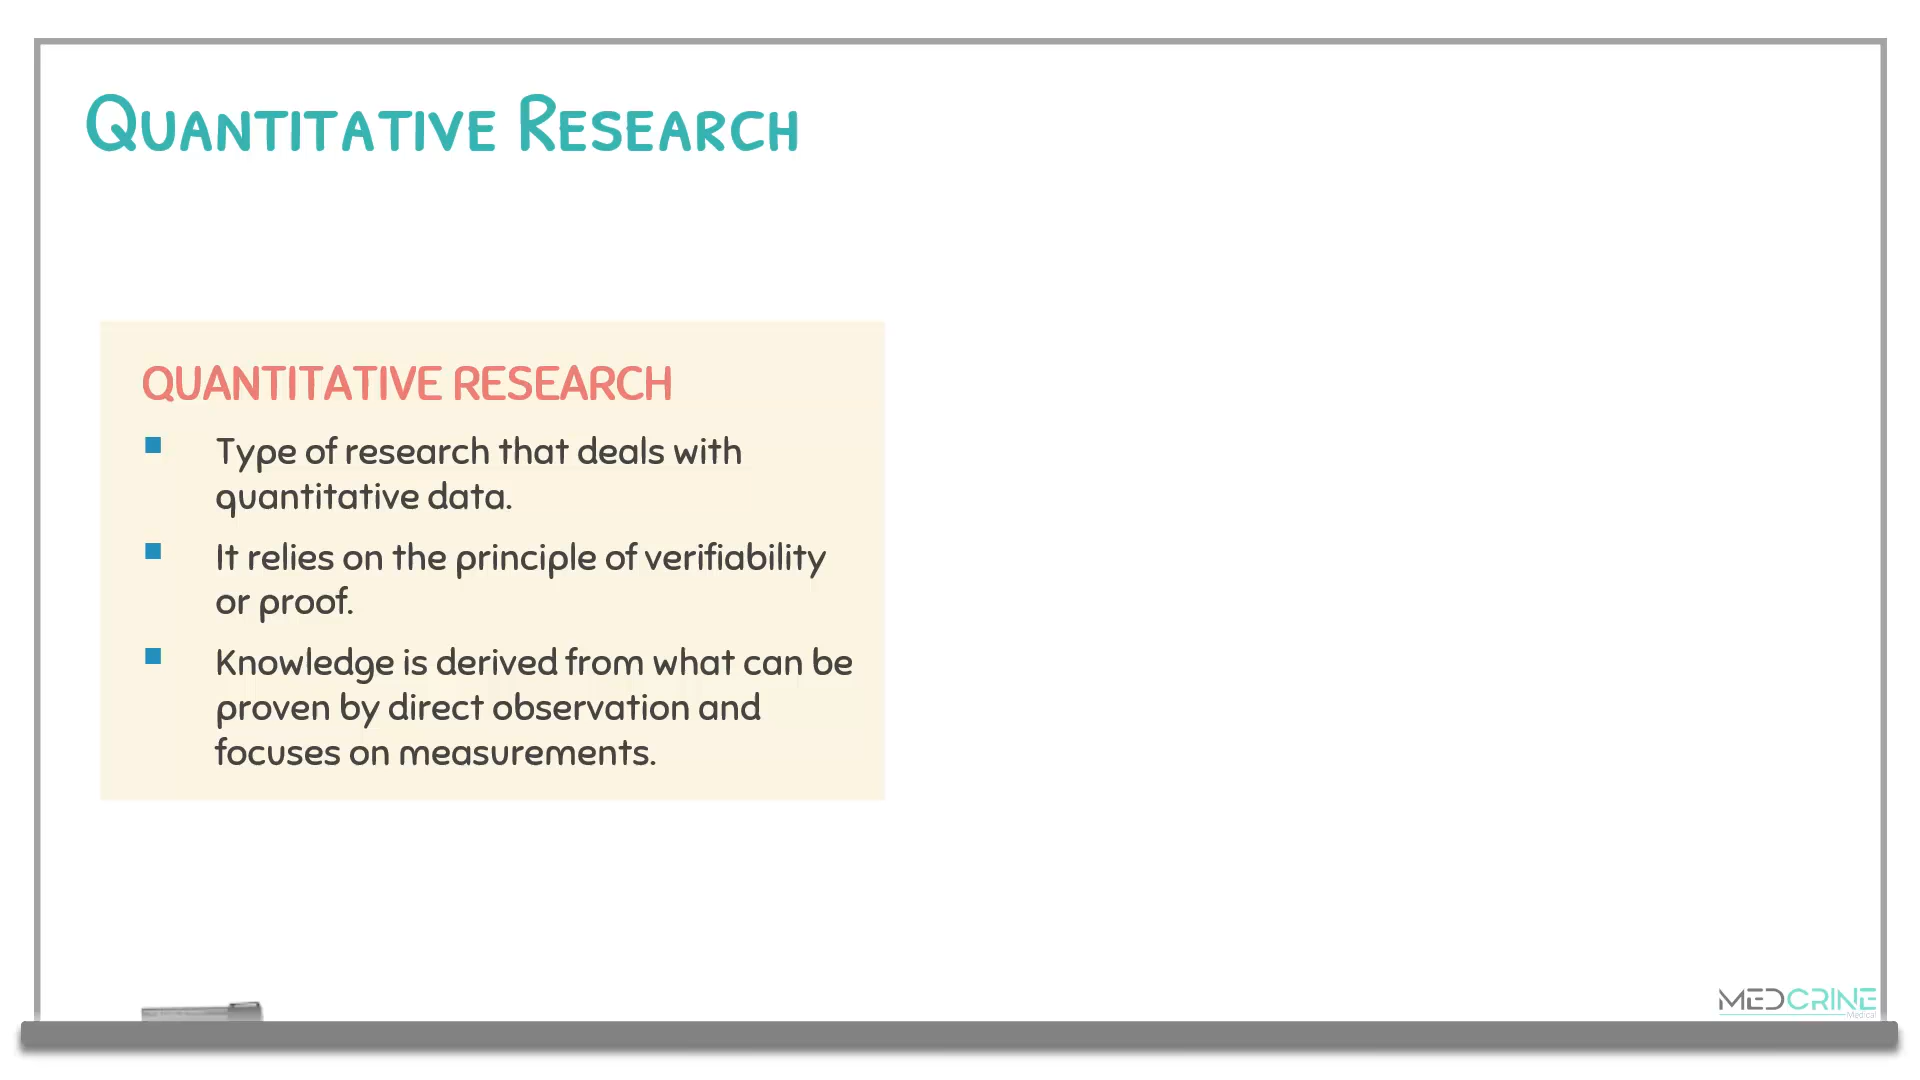 Quantitative Research
QUANTITATIVE RESEARCH
Type of research that deals with
quantitative data.
It relies on the principle of verifiability
or proof.
Knowledge is derived from what can be
proven by direct observation and
focuses on measurements.
MEDCRINE
Medical